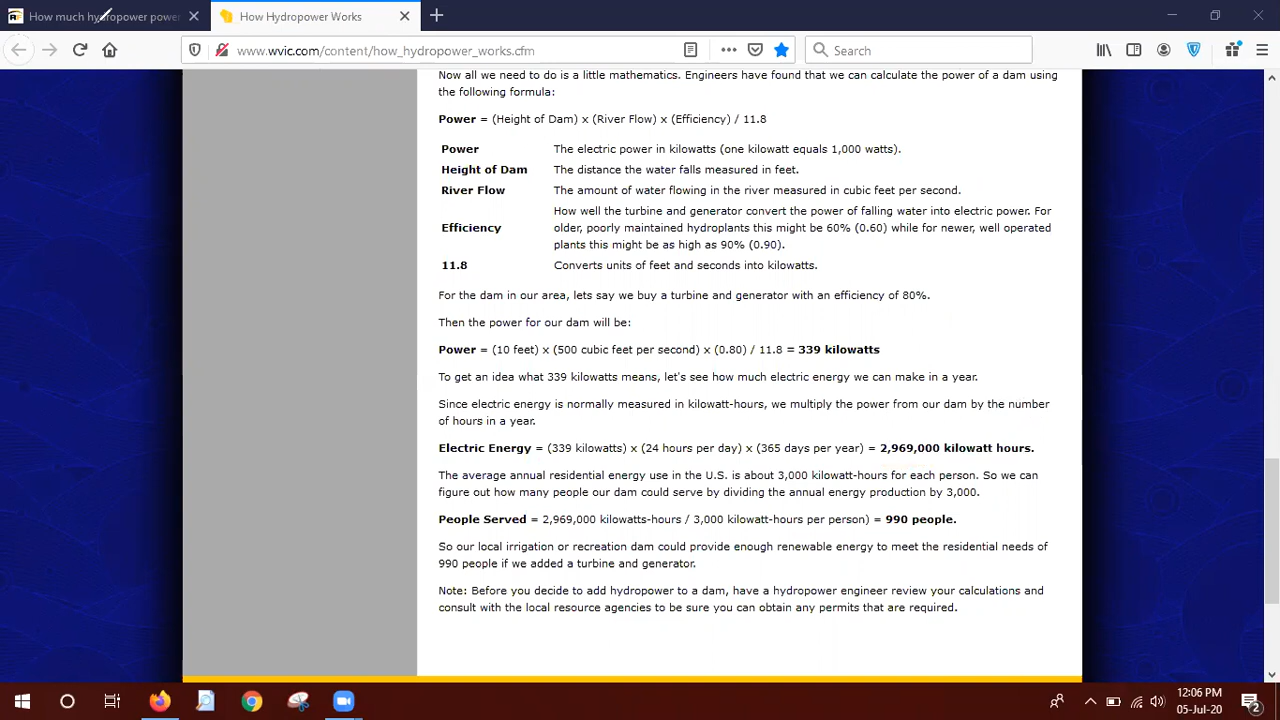 How much hydropower power
How Hydropower Works
www.wvic.com/content/how_hydropower_works.cfm
Search
Now all we need to do is a little mathematics. Engineers have found that we can calculate the power of a dam using
the following formula:
Power = (Height of Dam) x (River Flow) x (Efficiency) / 11.8
Power The electric power in kilowatts (one kilowatt equals 1,000 watts).
Height of Dam The distance the water falls measured in feet.
River Flow The amount of water flowing in the river measured in cubic feet per second.
How well the turbine and generator convert the power of falling water into electric power. For
Efficiency older, poorly maintained hydroplants this might be 60% (0.60) while for newer, well operated
plants this might be as high as 90% (0.90).
11.8 Converts units of feet and seconds into kilowatts.
For the dam in our area, lets say we buy a turbine and generator with an efficiency of 80%.
Then the power for our dam will be:
Power = (10 feet) x (500 cubic feet per second) x (0.80) / 11.8 = 339 kilowatts
To get an idea what 339 kilowatts means, let's see how much electric energy we can make in a year.
Since electric energy is normally measured in kilowatt-hours, we multiply the power from our dam by the number
of hours in a year.
Electric Energy = (339 kilowatts) x (24 hours per day) x (365 days per year) = 2,969,000 kilowatt hours.
The average annual residential energy use in the U.S. is about 3,000 kilowatt-hours for each person. So we can
figure out how many people our dam could serve by dividing the annual energy production by 3,000.
People Served = 2,969,000 kilowatts-hours / 3,000 kilowatt-hours per person) = 990 people.
So our local irrigation or recreation dam could provide enough renewable energy to meet the residential needs of
990 people if we added a turbine and generator.
Note: Before you decide to add hydropower to a dam, have a hydropower engineer review your calculations and
consult with the local resource agencies to be sure you can obtain any permits that are required.
12:06 PM
05-Jul-20
2